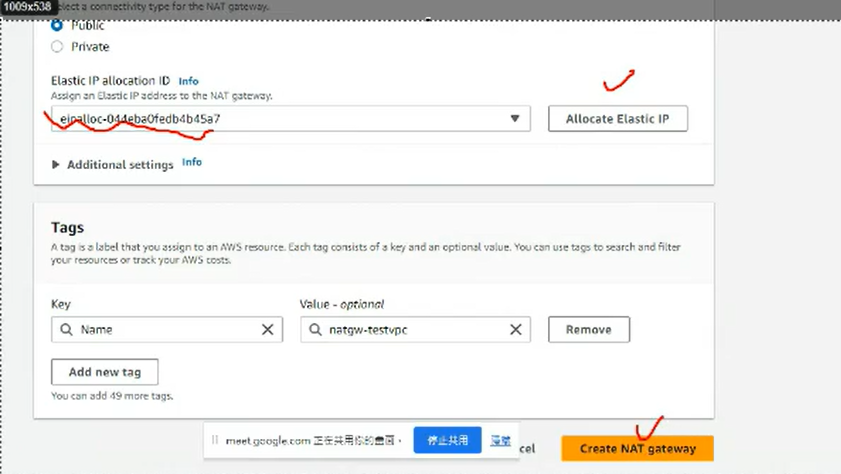 1009x538
select a connectivity type for the NAT gateway.
Public
Private
Elastic IP allocation ID Info
Assign an Elastic IP address to the NAT gateway.
eipalloc-044eba0fedb4b45a7
Allocate Elastic IP
Additional settings Info
Tags
A tag is a label that you assign to an AWS resource. Each tag consists of a key and an optional value. You can use tags to search and filter
your resources or track your AWS costs.
Key
Value - optional
Name
natgw-testvpc
Remove
Add new tag
You can add 49 more tags.
meet.google.com 正在共用你的畫面。
停止共用
隱藏
cel
Create NAT gateway